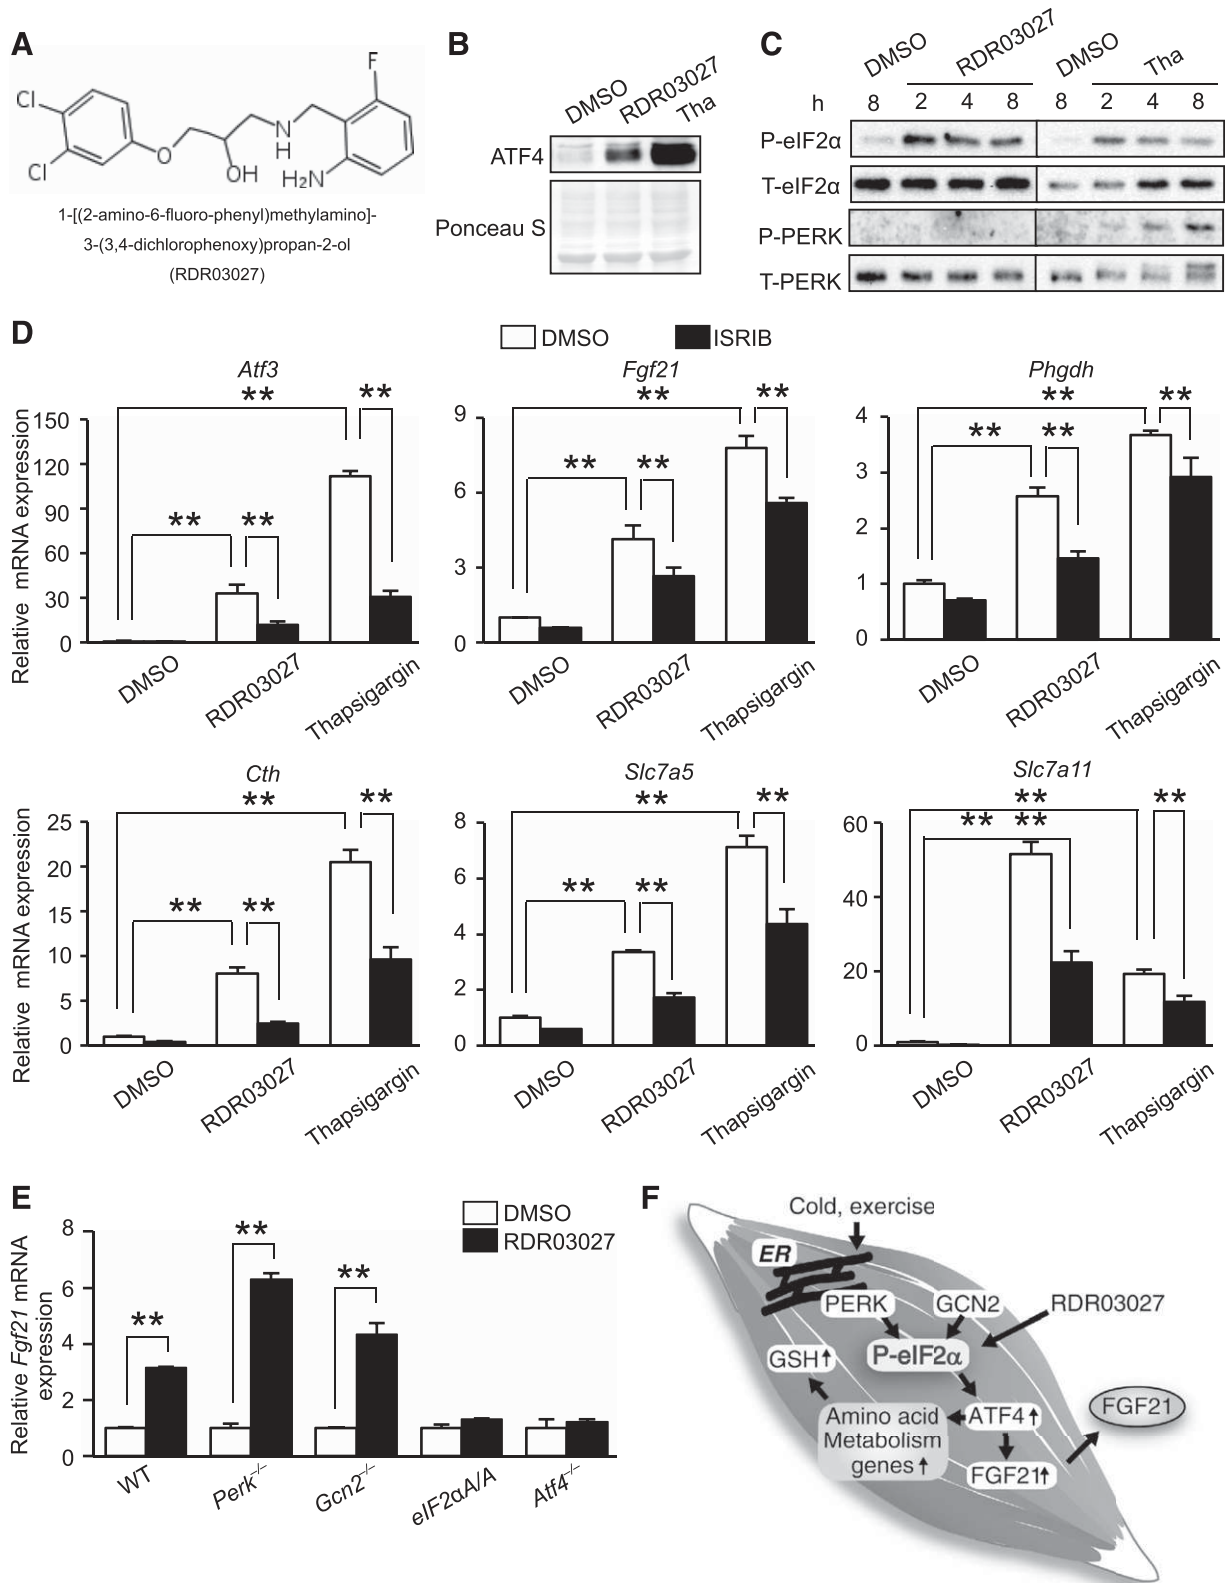 A
Cl
Cl
O
OH
N
H
H₂N
F
1-[(2-amino-6-fluoro-phenyl)methylamino]-
3-(3,4-dichlorophenoxy)propan-2-ol
(RDR03027)
B
DMSO RDR03027 Tha
ATF4
Ponceau S
C
DMSO RDR03027 DMSO Tha
h 8 2 4 8 8 2 4 8
P-eIF2α
T-eIF2α
P-PERK
T-PERK
D
DMSO ISRIB
Atf3
** **
** **
Relative mRNA expression
150
120
90
60
30
0
DMSO RDR03027 Thapsigargin
Fgf21
** **
** **
9
6
3
0
DMSO RDR03027 Thapsigargin
Phgdh
** **
** **
4
3
2
1
0
DMSO RDR03027 Thapsigargin
Cth
** **
** **
Relative mRNA expression
25
20
15
10
5
0
DMSO RDR03027 Thapsigargin
Slc7a5
** **
** **
8
6
4
2
0
DMSO RDR03027 Thapsigargin
Slc7a11
** **
** **
60
40
20
0
DMSO RDR03027 Thapsigargin
E
DMSO
RDR03027
** ** **
Relative Fgf21 mRNA
expression
8
6
4
2
0
WT Perk⁻/⁻ Gcn2⁻/⁻ eIF2αA/A Atf4⁻/⁻
F
Cold, exercise
ER
PERK GCN2 RDR03027
GSH↑ P-eIF2α
Amino acid
Metabolism
genes↑
ATF4↑
FGF21↑
FGF21